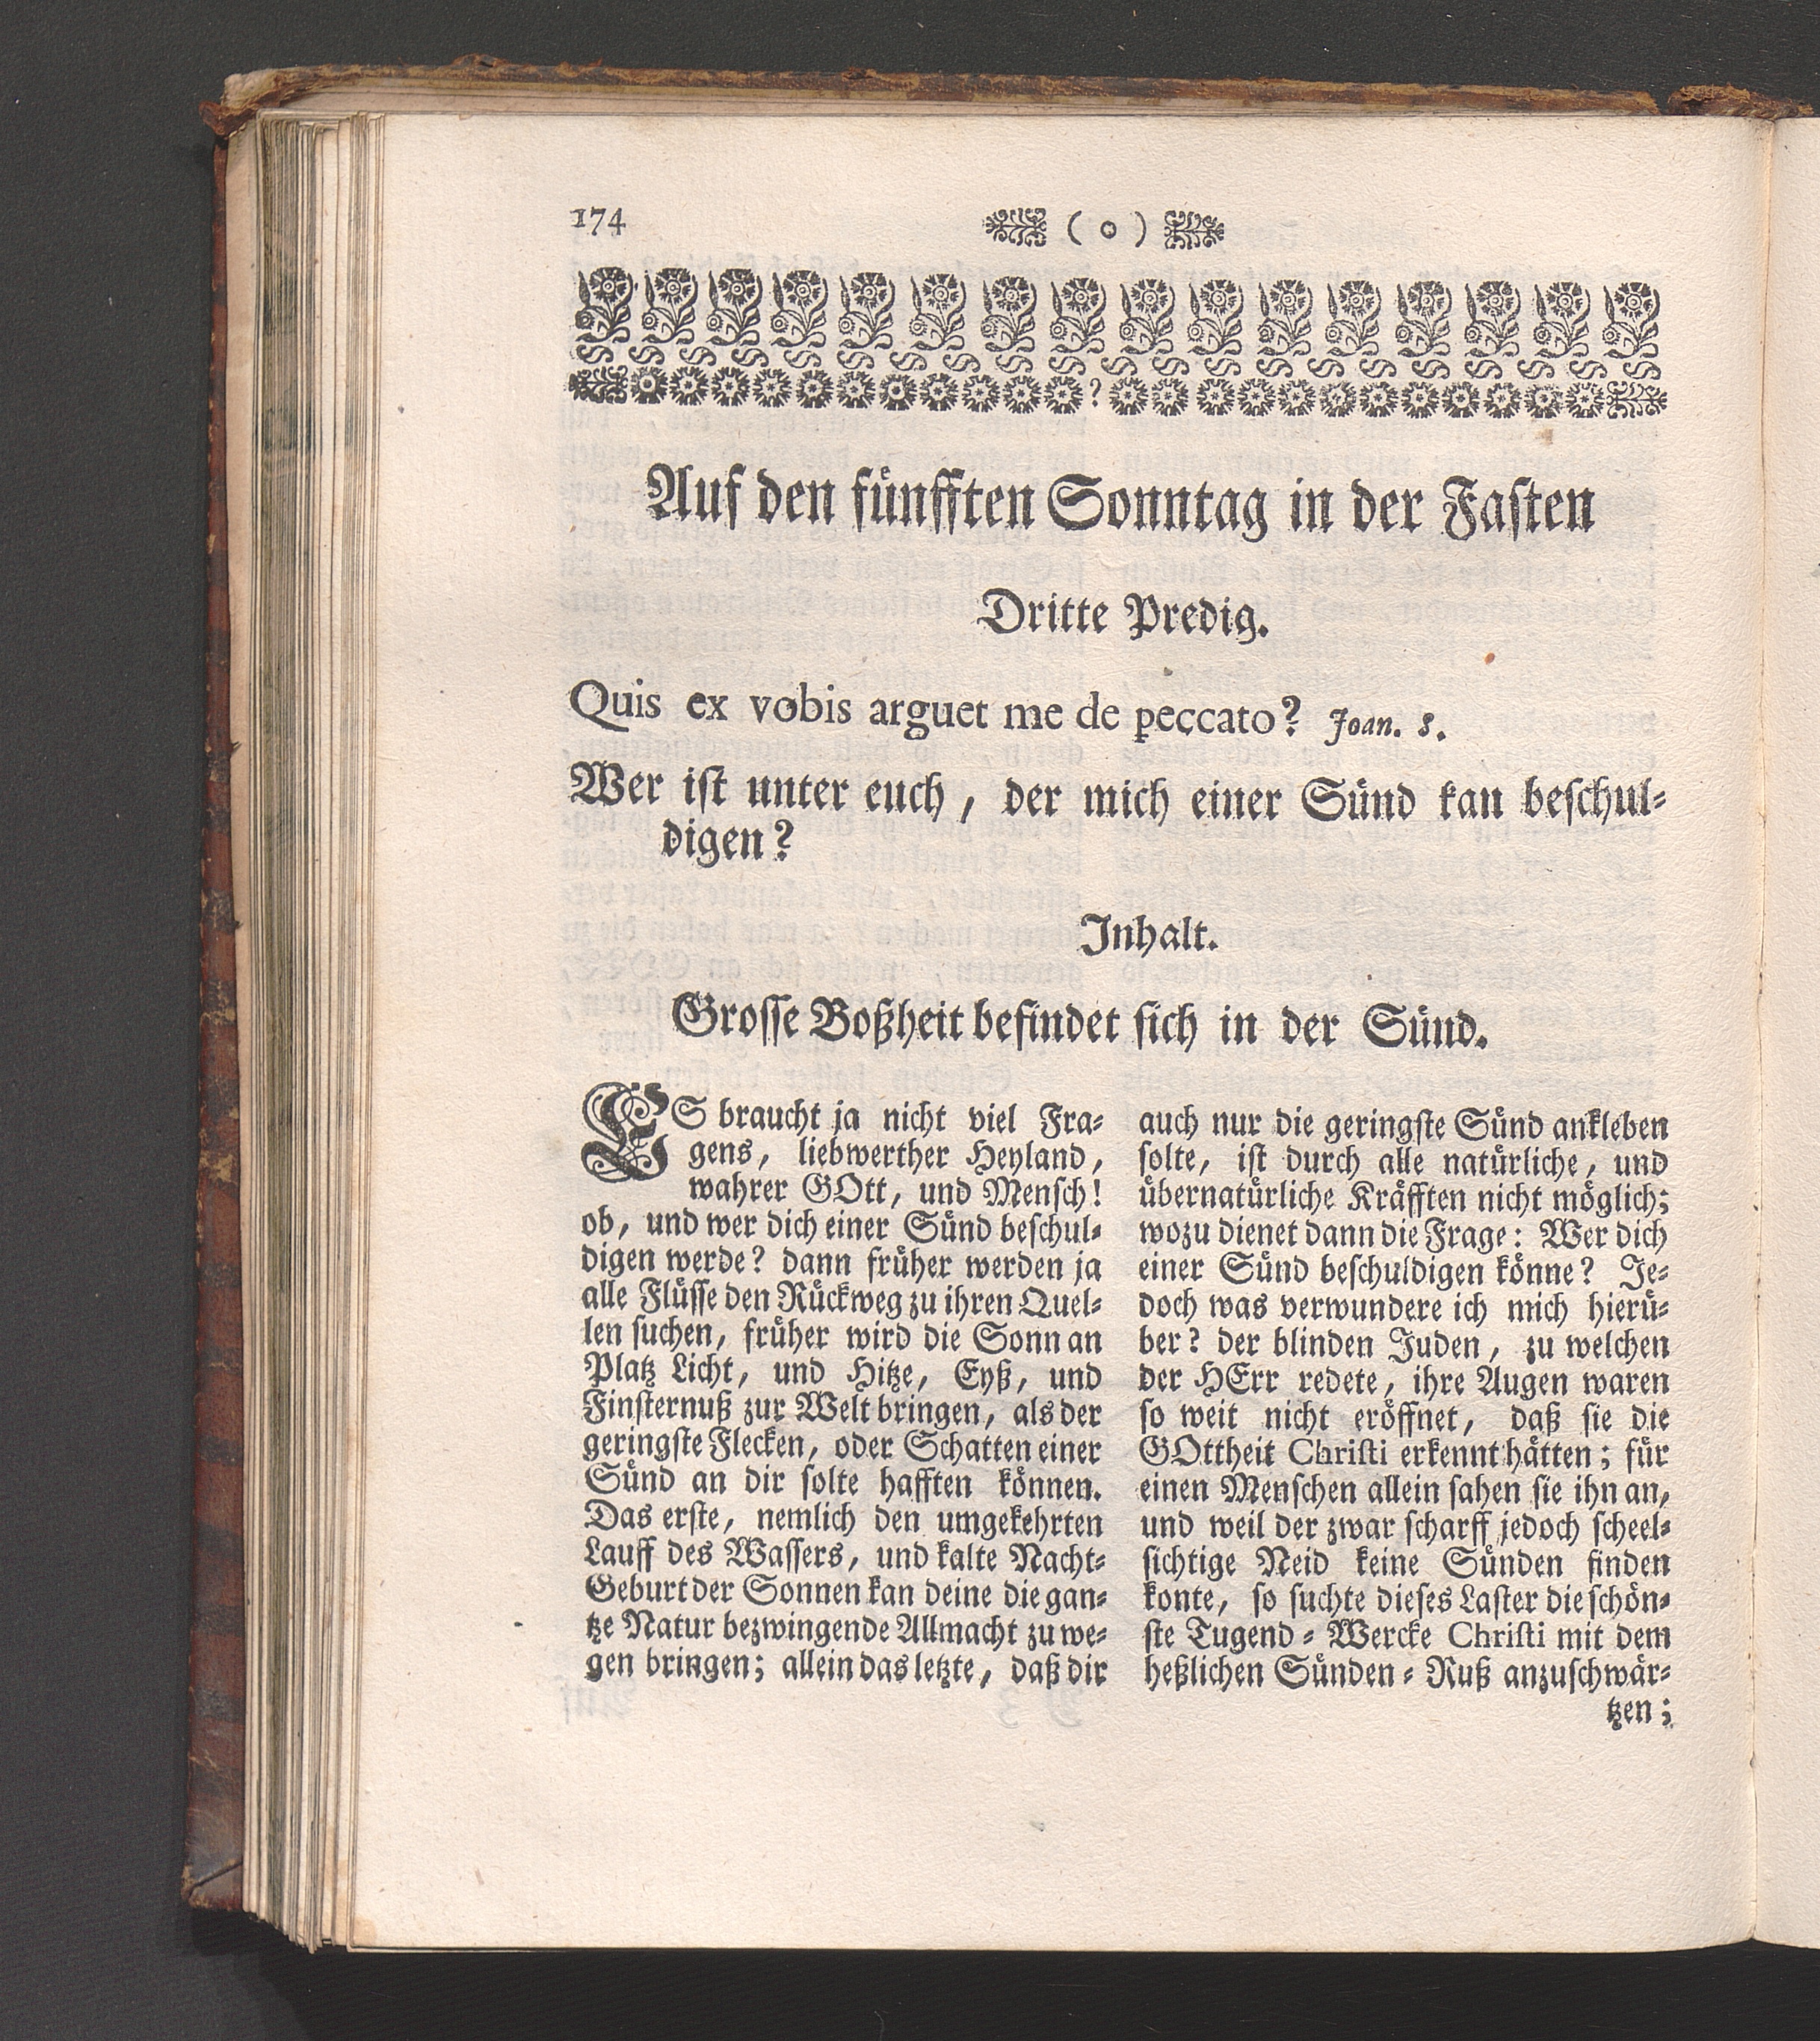 174
( o )
Auf den fünfften Sonntag in der Fasten
Dritte Predig.
Quis ex vobis arguet me de peccato? Joan. 8.
Wer ist unter euch, der mich einer Sünd kan beschul-
digen?
Inhalt.
Grosse Boßheit befindet sich in der Sünd.
ES braucht ja nicht viel Fra-
gens, liebwerther Heyland,
wahrer GOtt, und Mensch!
ob, und wer dich einer Sünd beschul-
digen werde? dann früher werden ja
alle Flüsse den Rückweg zu ihren Quel-
len suchen, früher wird die Sonn an
Platz Licht, und Hitze, Eyß, und
Finsternuß zur Welt bringen, als der
geringste Flecken, oder Schatten einer
Sünd an dir solte hafften können.
Das erste, nemlich den umgekehrten
Lauff des Wassers, und kalte Nacht-
Geburt der Sonnen kan deine die gan-
tze Natur bezwingende Allmacht zu we-
gen bringen; allein das letzte, daß dir
auch nur die geringste Sünd ankleben
solte, ist durch alle natürliche, und
übernatürliche Kräfften nicht möglich;
wozu dienet dann die Frage: Wer dich
einer Sünd beschuldigen könne? Je-
doch was verwundere ich mich hierü-
ber? der blinden Juden, zu welchen
der HErr redete, ihre Augen waren
so weit nicht eröffnet, daß sie die
GOttheit Christi erkennt hätten; für
einen Menschen allein sahen sie ihn an,
und weil der zwar scharff jedoch scheel-
sichtige Neid keine Sünden finden
konte, so suchte dieses Laster die schön-
ste Tugend-Wercke Christi mit dem
heßlichen Sünden-Ruß anzuschwär-
tzen;